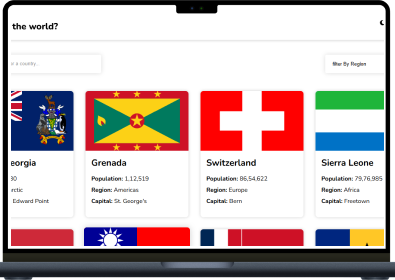 the world?
a country...
filter By Region
eorgia
Grenada
Switzerland
Sierra Leone
30
Population: 1,12,519
Population: 86,54,622
Population: 79,76,985
arctic
Region: Americas
Region: Europe
Region: Africa
Edward Point
Capital: St. George's
Capital: Bern
Capital: Freetown